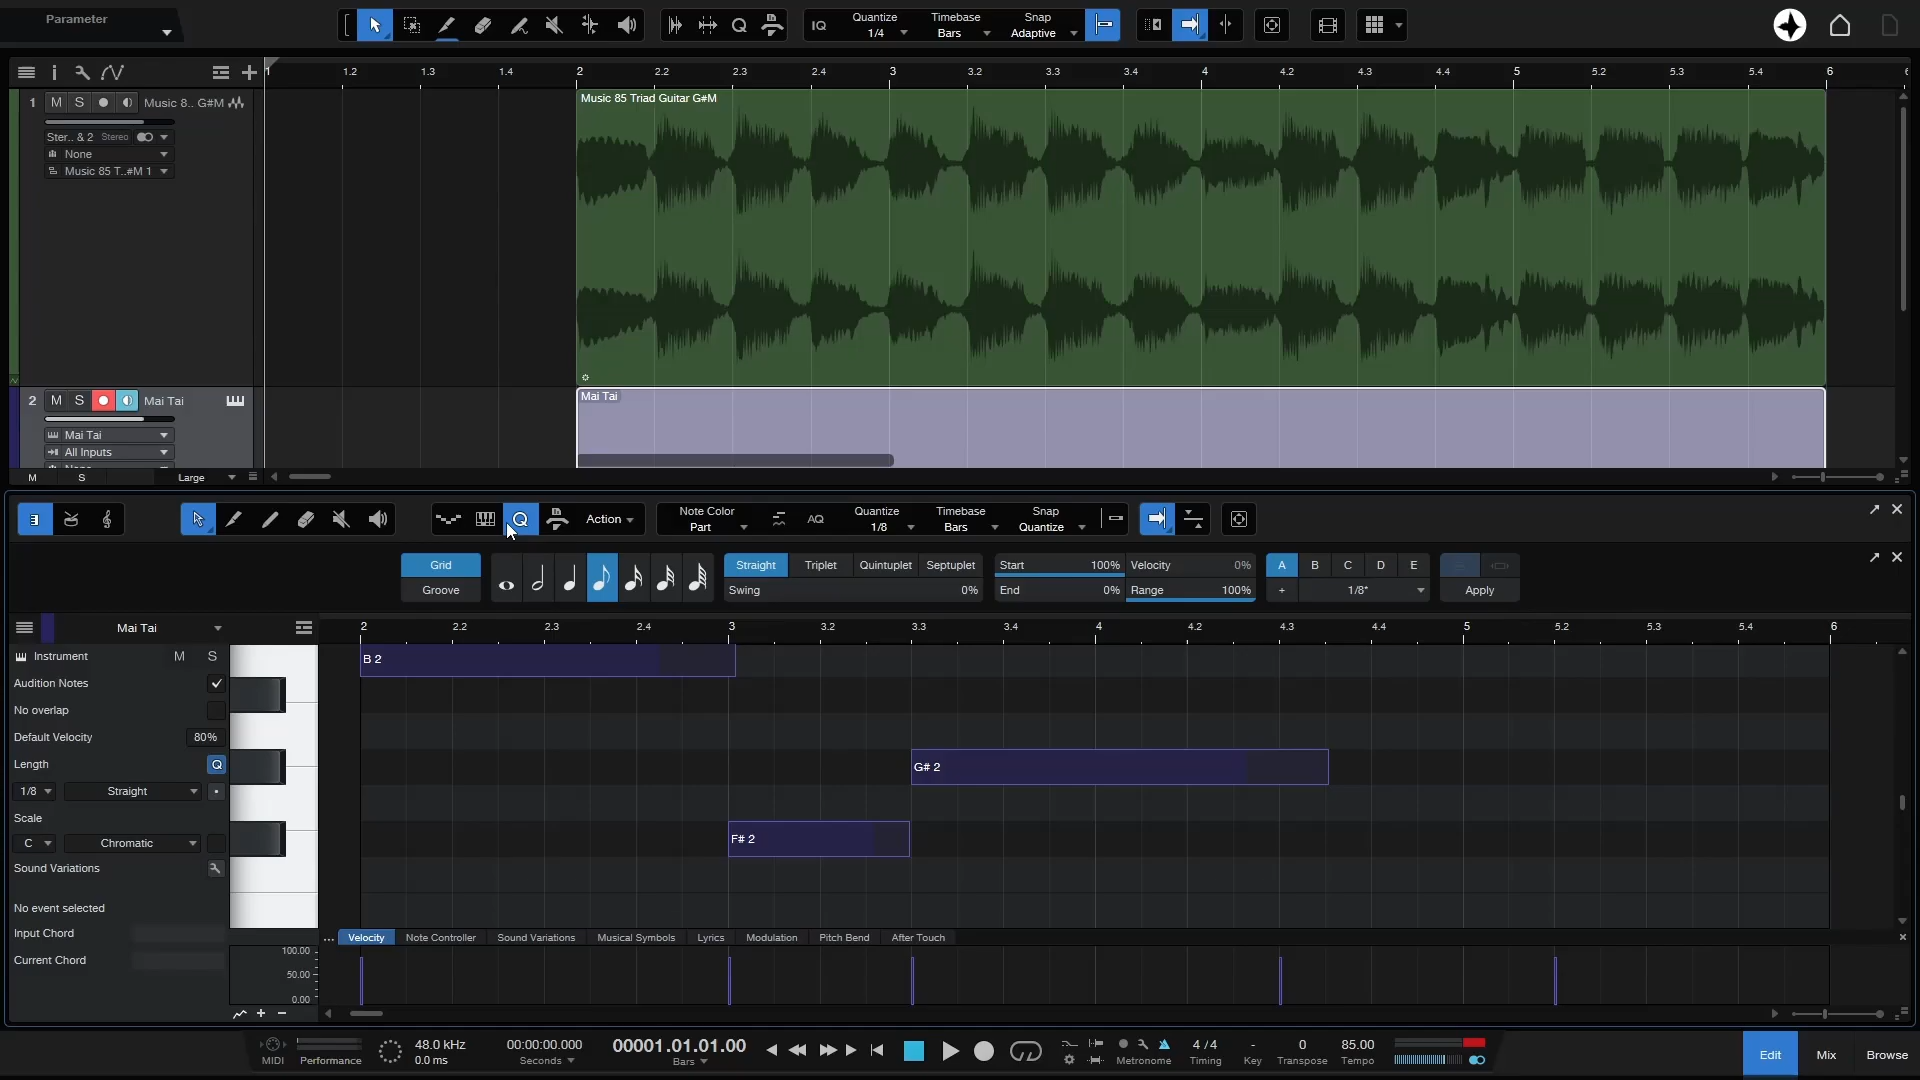 Parameter
IQ
Quantize
1/4
Timebase
Bars
Snap
Adaptive
1 1.2 1.3 1.4 2 2.2 2.3 2.4 3 3.2 3.3 3.4 4 4.2 4.3 4.4 5 5.2 5.3 5.4 6
1 M S Music 8.. G#M
Ster.. & 2 Stereo
None
Music 85 T..#M 1
Music 85 Triad Guitar G#M
2 M S Mai Tai
Mai Tai
All Inputs
Mai Tai
M S Large
Action
Note Color
Part
AQ
Quantize
1/8
Timebase
Bars
Snap
Quantize
Grid
Groove
Straight Triplet Quintuplet Septuplet
Swing 0%
Start 100% Velocity 0%
End 0% Range 100%
A B C D E
+ 1/8*
Apply
Mai Tai
2 2.2 2.3 2.4 3 3.2 3.3 3.4 4 4.2 4.3 4.4 5 5.2 5.3 5.4 6
Instrument M S
Audition Notes
No overlap
Default Velocity 80%
Length Q
1/8 Straight
Scale
C Chromatic
Sound Variations
No event selected
Input Chord
Current Chord
B 2
G# 2
F# 2
Velocity Note Controller Sound Variations Musical Symbols Lyrics Modulation Pitch Bend After Touch
100.00
50.00
0.00
MIDI
Performance
48.0 kHz
0.0 ms
00:00:00.000
Seconds
00001.01.01.00
Bars
Metronome
4 / 4
Timing
-
Key
0
Transpose
85.00
Tempo
Edit Mix Browse